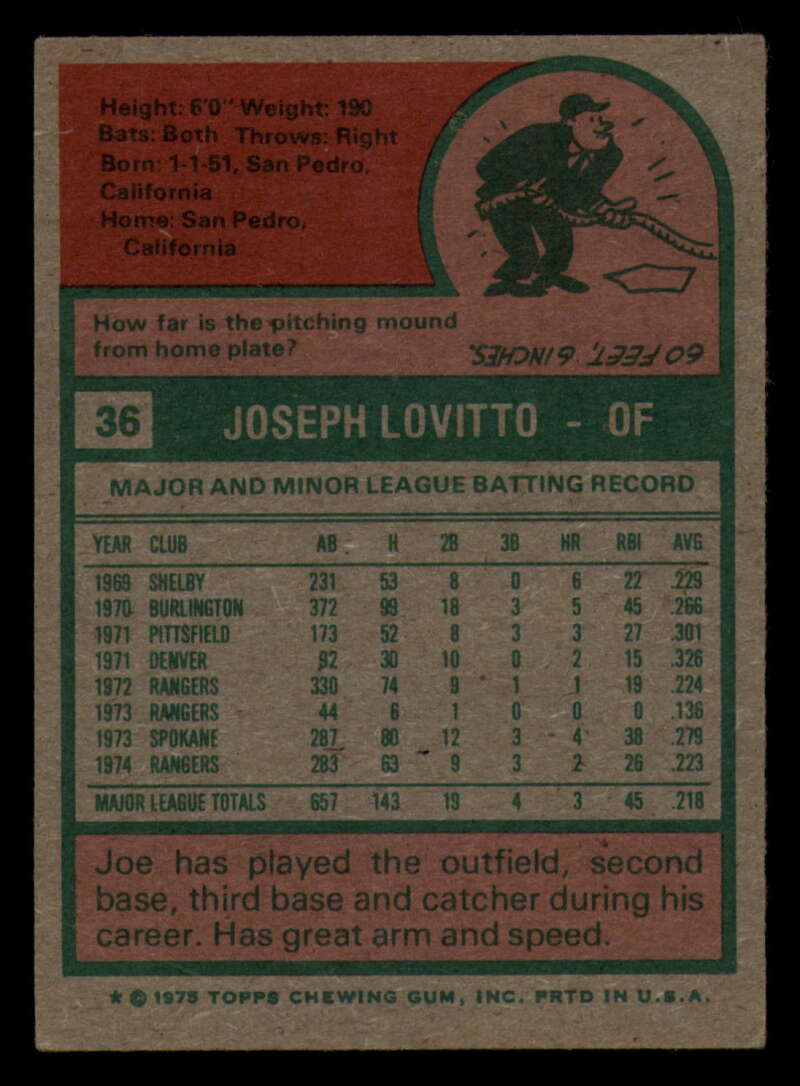 Height: 6'0" Weight: 190
Bats: Both Throws: Right
Born: 1-1-51, San Pedro,
California
Home: San Pedro,
California
How far is the pitching mound
from home plate?
60 FEET, 6 INCHES.
36 JOSEPH LOVITTO - OF
MAJOR AND MINOR LEAGUE BATTING RECORD
YEAR CLUB AB H 2B 3B HR RBI AVG
1969 SHELBY 231 53 8 0 6 22 .229
1970 BURLINGTON 372 99 18 3 5 45 .266
1971 PITTSFIELD 173 52 8 3 3 27 .301
1971 DENVER 92 30 10 0 2 15 .326
1972 RANGERS 330 74 9 1 1 19 .224
1973 RANGERS 44 6 1 0 0 0 .136
1973 SPOKANE 287 80 12 3 4 38 .279
1974 RANGERS 283 63 9 3 2 26 .223
MAJOR LEAGUE TOTALS 657 143 19 4 3 45 .218
Joe has played the outfield, second
base, third base and catcher during his
career. Has great arm and speed.
* © 1975 TOPPS CHEWING GUM, INC. PRTD IN U.S.A.